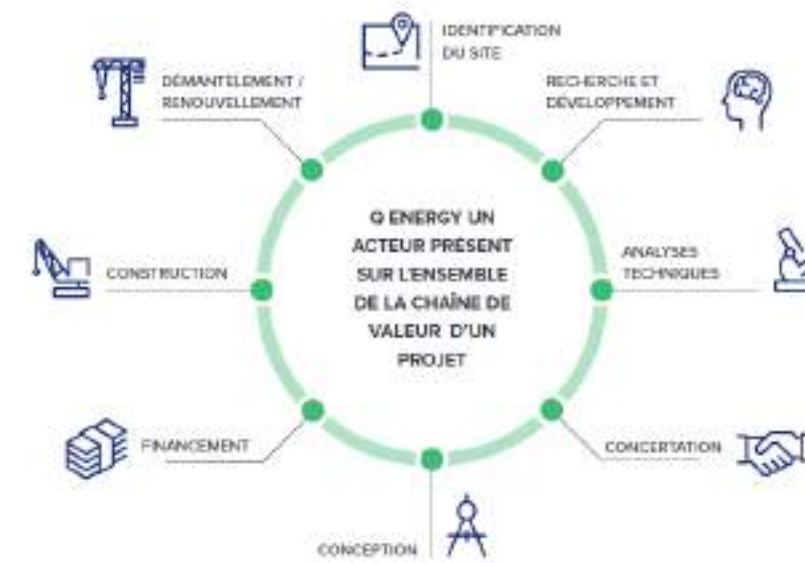 IDENTIFICATION
DU SITE
RECHERCHE ET
DÉVELOPPEMENT
ANALYSES
TECHNIQUES
CONCERTATION
CONCEPTION
FINANCEMENT
CONSTRUCTION
DÉMANTÈLEMENT /
RENOUVELLEMENT
Q ENERGY UN
ACTEUR PRÉSENT
SUR L'ENSEMBLE
DE LA CHAÎNE DE
VALEUR D'UN
PROJET